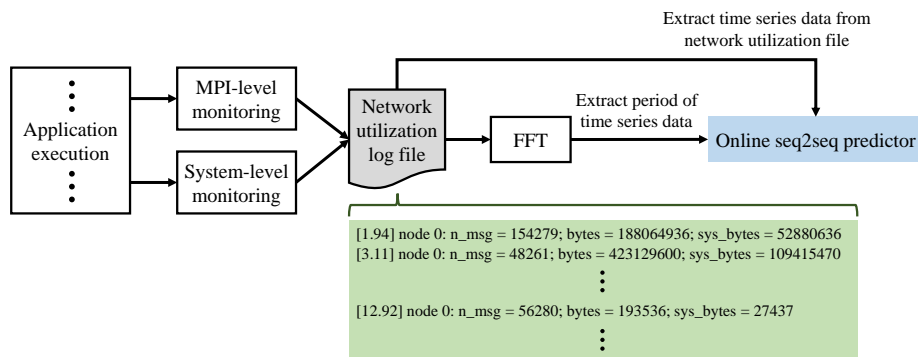 Extract time series data from
network utilization file
MPI-level
monitoring
Application
execution
System-level
monitoring
Network
utilization
log file
FFT
Extract period of
time series data
Online seq2seq predictor
[1.94] node 0: n_msg = 154279; bytes = 188064936; sys_bytes = 52880636
[3.11] node 0: n_msg = 48261; bytes = 423129600; sys_bytes = 109415470
[12.92] node 0: n_msg = 56280; bytes = 193536; sys_bytes = 27437